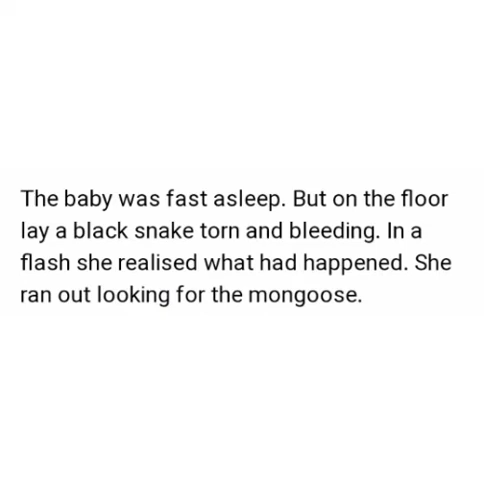 The baby was fast asleep. But on the floor
lay a black snake torn and bleeding. In a
flash she realised what had happened. She
ran out looking for the mongoose.